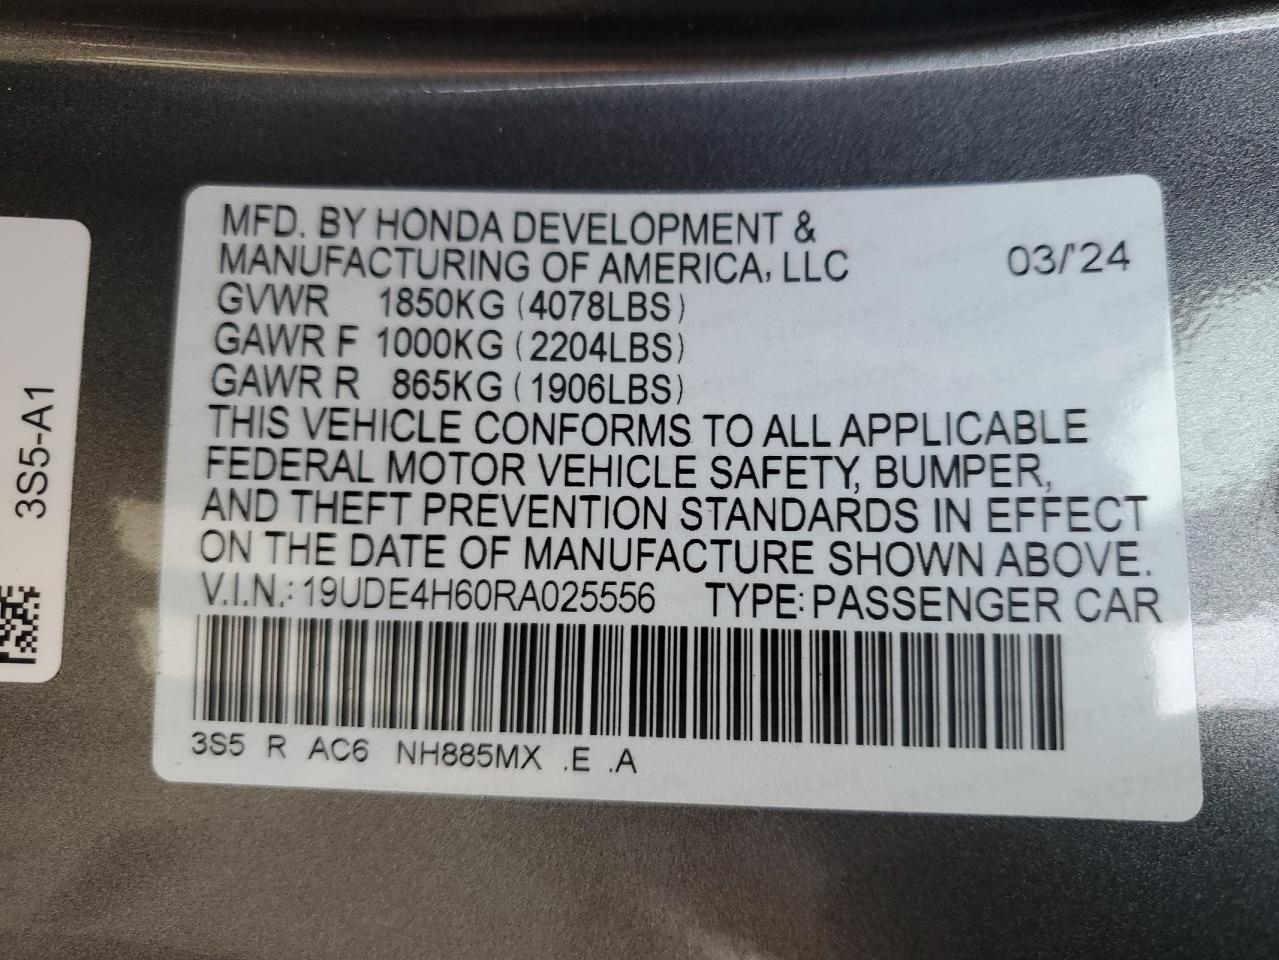 MFD. BY HONDA DEVELOPMENT &
MANUFACTURING OF AMERICA, LLC 03/'24
GVWR 1850KG (4078LBS)
GAWR F 1000KG (2204LBS)
GAWR R 865KG (1906LBS)
THIS VEHICLE CONFORMS TO ALL APPLICABLE
FEDERAL MOTOR VEHICLE SAFETY, BUMPER,
AND THEFT PREVENTION STANDARDS IN EFFECT
ON THE DATE OF MANUFACTURE SHOWN ABOVE.
V.I.N.: 19UDE4H60RA025556 TYPE: PASSENGER CAR
3S5 R AC6 NH885MX .E .A
3S5-A1